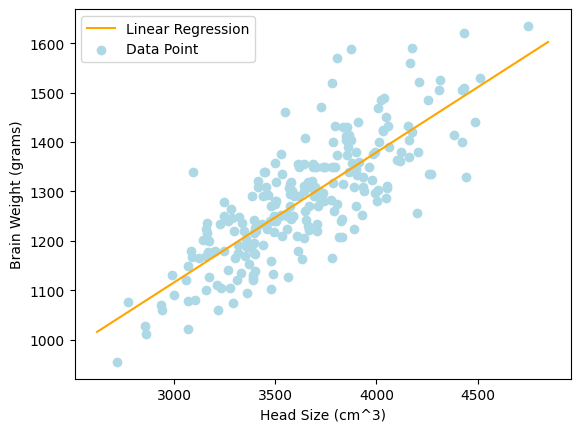 Linear Regression
Data Point
1600
1500
1400
1300
1200
1100
1000
Brain Weight (grams)
3000 3500 4000 4500
Head Size (cm^3)